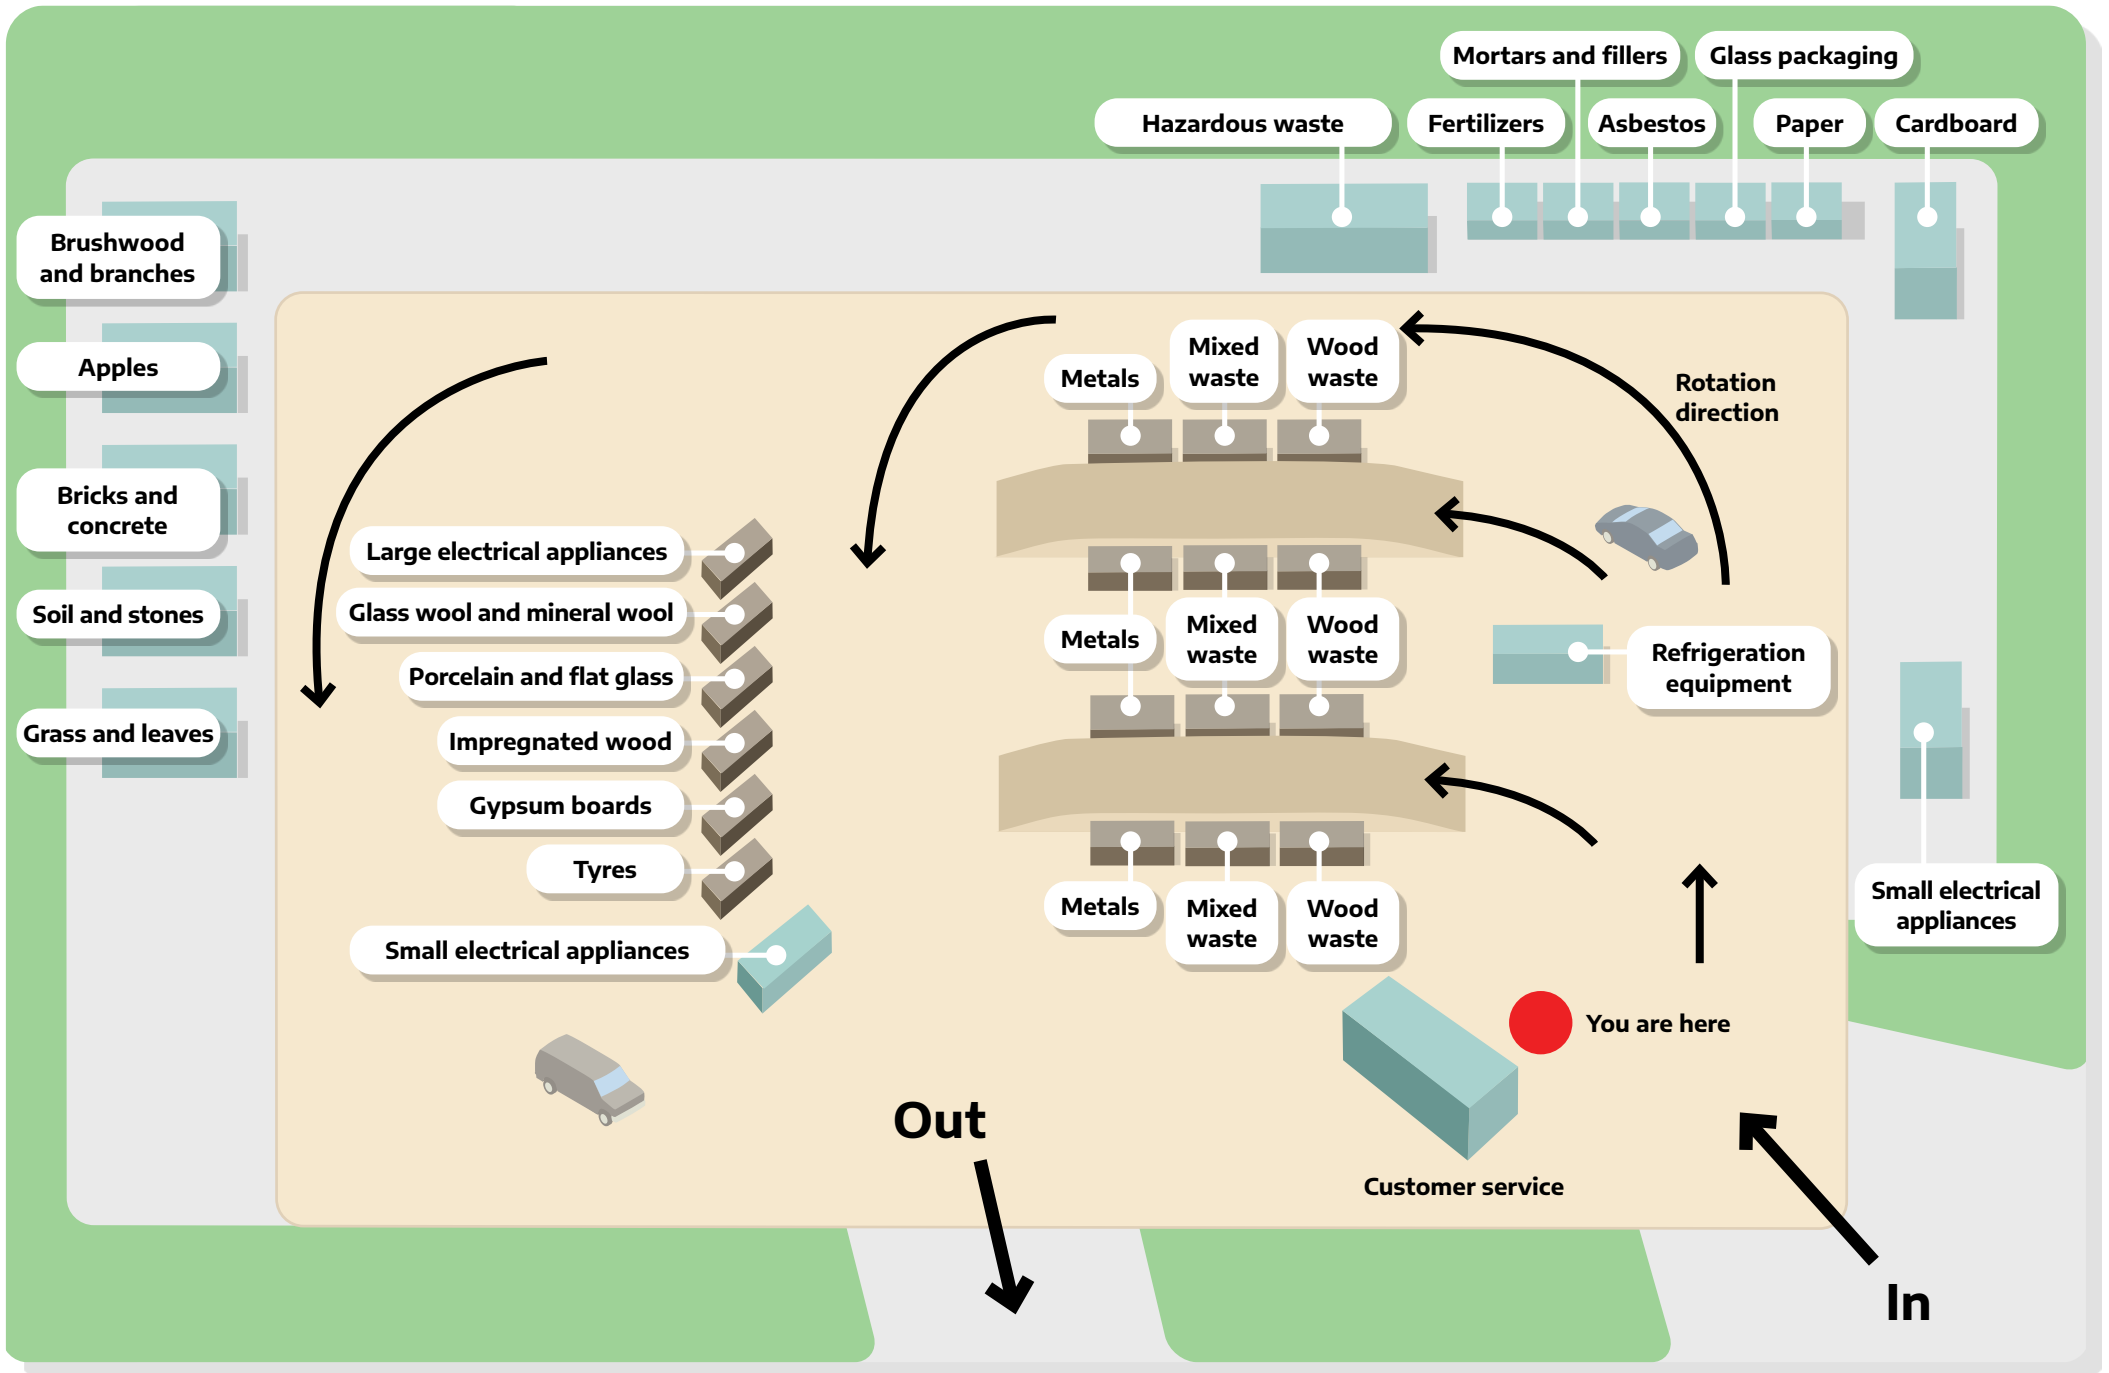 Mortars and fillers
Glass packaging
Hazardous waste
Fertilizers
Asbestos
Paper
Cardboard
Brushwood
and branches
Apples
Bricks and
concrete
Soil and stones
Grass and leaves
Metals
Mixed
waste
Wood
waste
Rotation
direction
Large electrical appliances
Glass wool and mineral wool
Porcelain and flat glass
Impregnated wood
Gypsum boards
Tyres
Small electrical appliances
Metals
Mixed
waste
Wood
waste
Refrigeration
equipment
Metals
Mixed
waste
Wood
waste
Small electrical
appliances
You are here
Out
Customer service
In